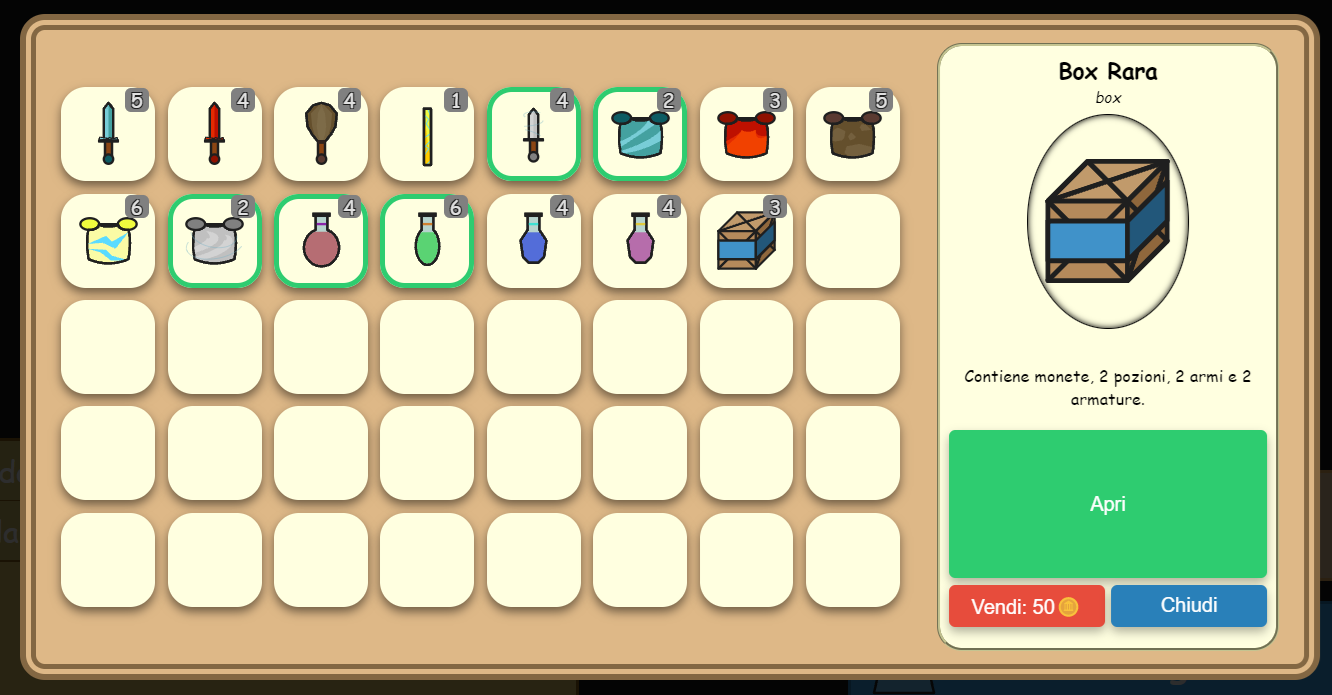 5 4 4 1 4 2 3 5
6 2 4 6 4 4 3
Box Rara
box
Contiene monete, 2 pozioni, 2 armi e 2
armature.
Apri
Vendi: 50
Chiudi